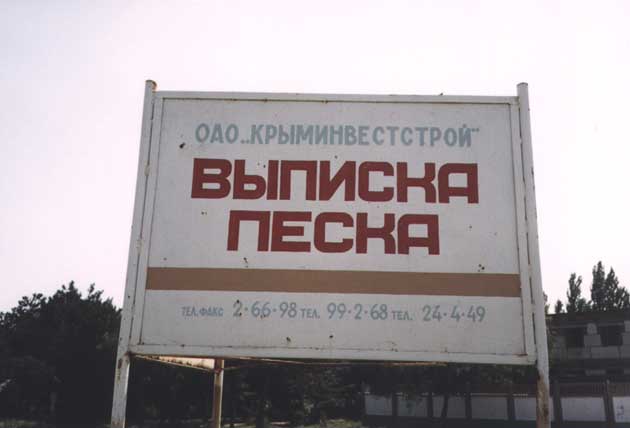 ОАО „КРЫМИНВЕСТСТРОЙ"
ВЫПИСКА
ПЕСКА
ТЕЛ. ФАКС 2·66·98 ТЕЛ. 99·2·68 ТЕЛ. 24·4·49